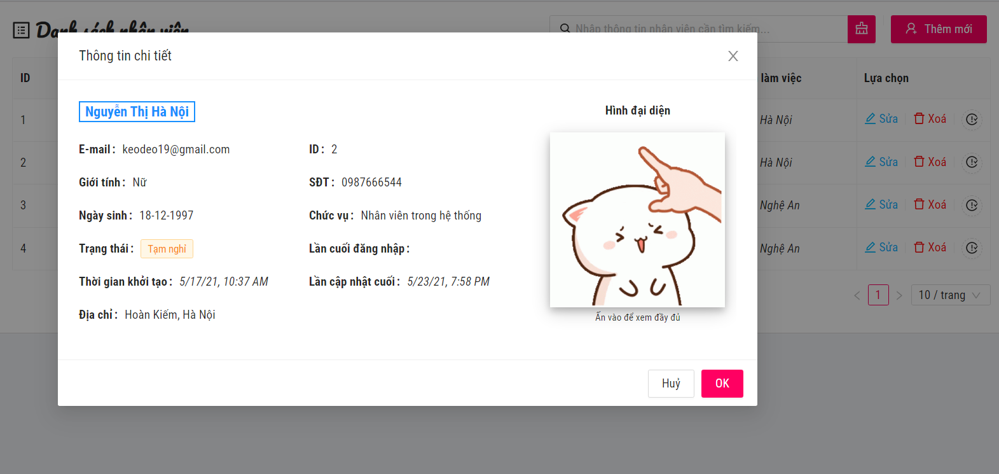 Danh sách nhân viên
Nhập thông tin nhân viên cần tìm kiếm...
Thêm mới
ID
làm việc
Lựa chọn
1
Hà Nội
Sửa
Xoá
2
Hà Nội
Sửa
Xoá
3
Nghệ An
Sửa
Xoá
4
Nghệ An
Sửa
Xoá
1
10 / trang
Thông tin chi tiết
Nguyễn Thị Hà Nội
Hình đại diện
E-mail : keodeo19@gmail.com
ID : 2
Giới tính : Nữ
SĐT : 0987666544
Ngày sinh : 18-12-1997
Chức vụ : Nhân viên trong hệ thống
Trạng thái : Tạm nghỉ
Lần cuối đăng nhập :
Thời gian khởi tạo : 5/17/21, 10:37 AM
Lần cập nhật cuối : 5/23/21, 7:58 PM
Địa chỉ : Hoàn Kiếm, Hà Nội
Ấn vào để xem đầy đủ
Huỷ
OK